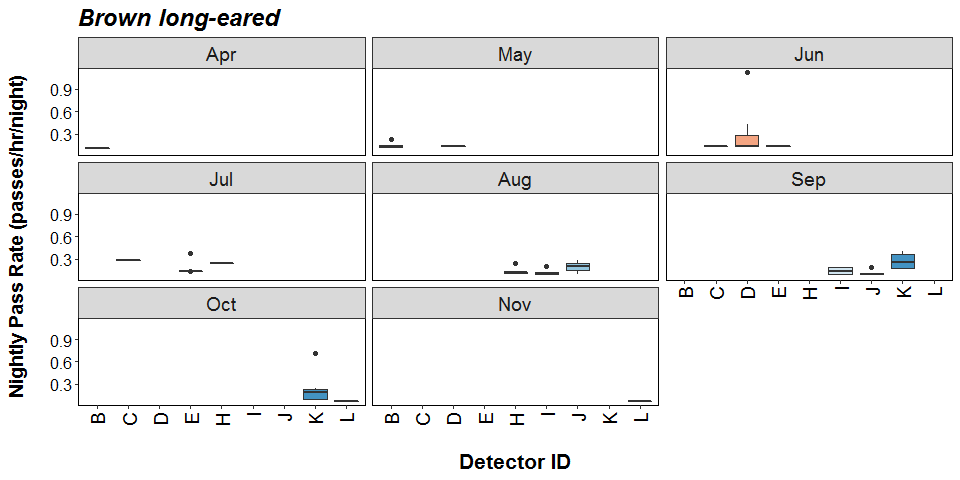 Brown long-eared
Nightly Pass Rate (passes/hr/night)
Apr May Jun
0.9
0.6
0.3
Jul Aug Sep
0.9
0.6
0.3
B C D E H I J K L
Oct Nov
0.9
0.6
0.3
B C D E H I J K L B C D E H I J K L
Detector ID